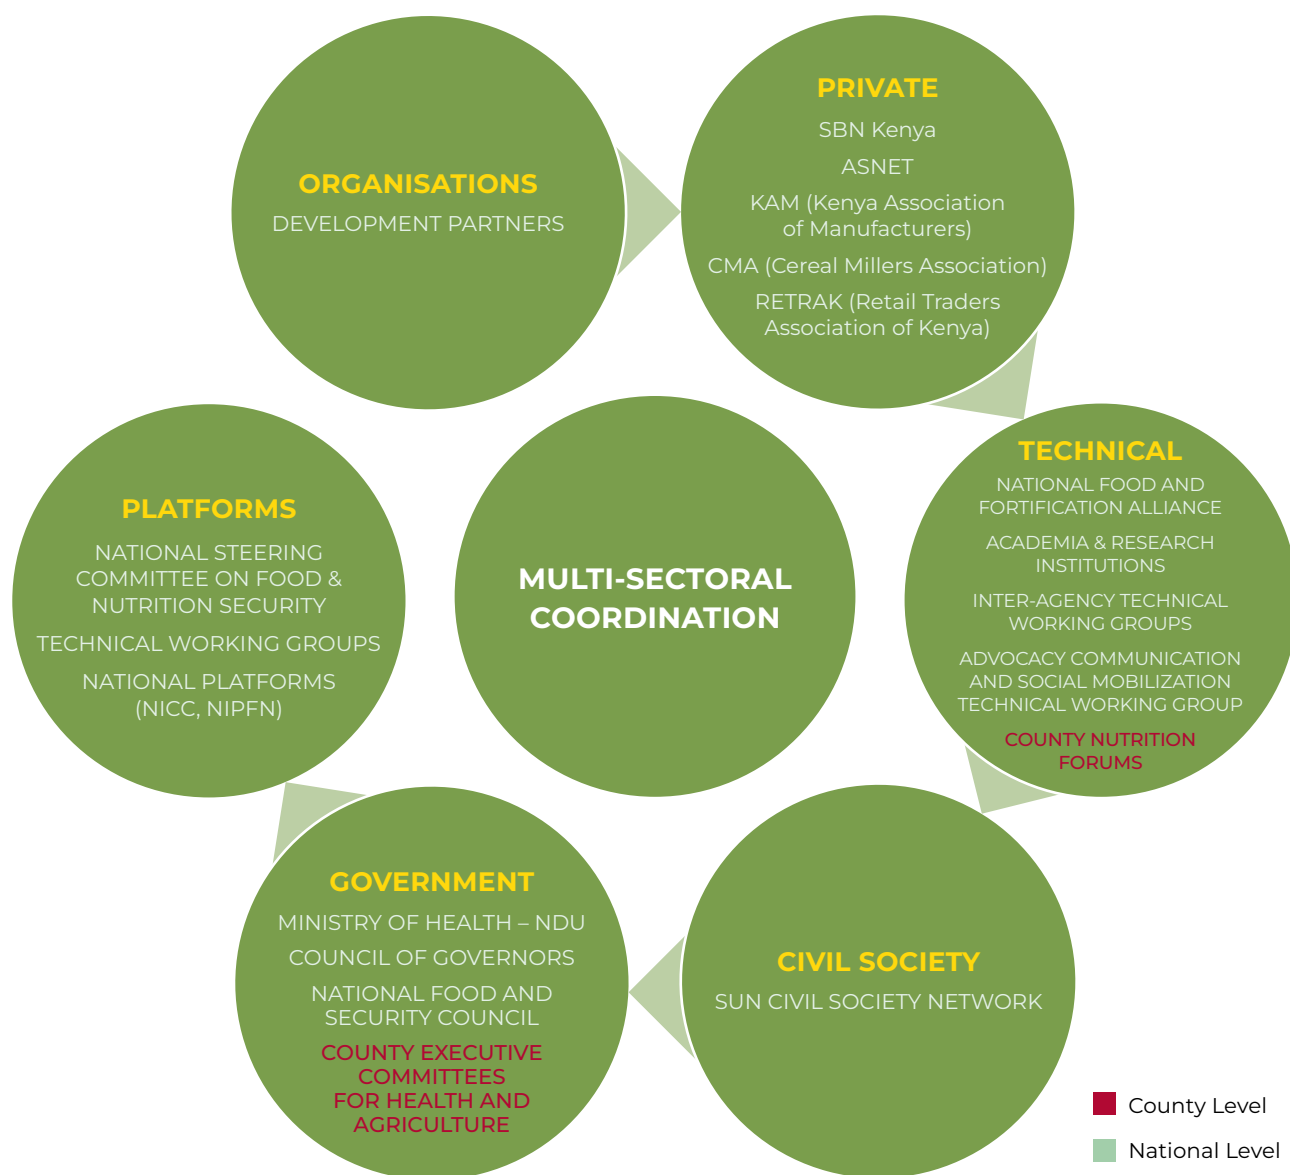 ORGANISATIONS
DEVELOPMENT PARTNERS
PRIVATE
SBN Kenya
ASNET
KAM (Kenya Association
of Manufacturers)
CMA (Cereal Millers Association)
RETRAK (Retail Traders
Association of Kenya)
TECHNICAL
NATIONAL FOOD AND
FORTIFICATION ALLIANCE
ACADEMIA & RESEARCH
INSTITUTIONS
INTER-AGENCY TECHNICAL
WORKING GROUPS
ADVOCACY COMMUNICATION
AND SOCIAL MOBILIZATION
TECHNICAL WORKING GROUP
COUNTY NUTRITION
FORUMS
CIVIL SOCIETY
SUN CIVIL SOCIETY NETWORK
GOVERNMENT
MINISTRY OF HEALTH – NDU
COUNCIL OF GOVERNORS
NATIONAL FOOD AND
SECURITY COUNCIL
COUNTY EXECUTIVE
COMMITTEES
FOR HEALTH AND
AGRICULTURE
PLATFORMS
NATIONAL STEERING
COMMITTEE ON FOOD &
NUTRITION SECURITY
TECHNICAL WORKING GROUPS
NATIONAL PLATFORMS
(NICC, NIPFN)
MULTI-SECTORAL
COORDINATION
County Level
National Level